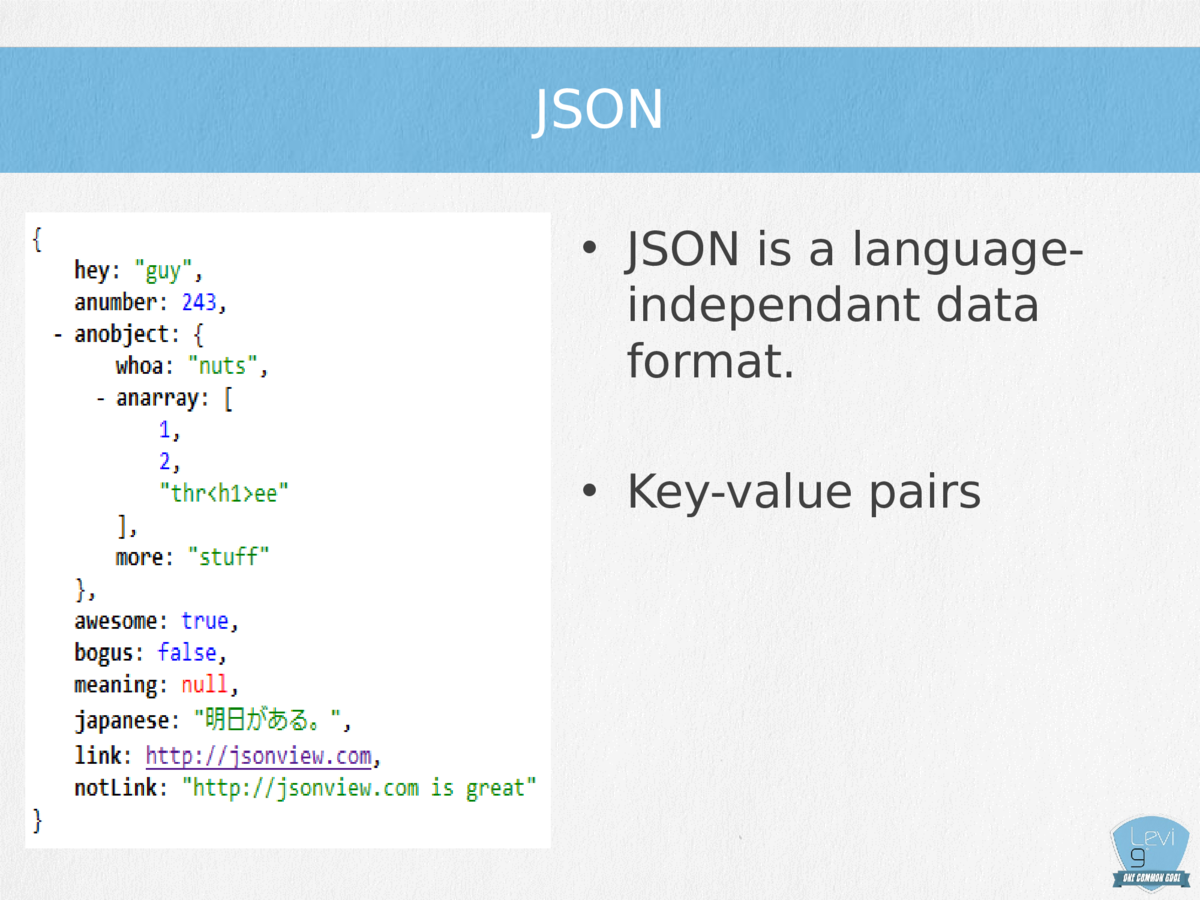 JSON
{
hey: "guy",
anumber: 243,
- anobject: {
whoa: "nuts",
- anarray: [
1,
2,
"thr<h1>ee"
],
more: "stuff"
},
awesome: true,
bogus: false,
meaning: null,
japanese: "明日がある。",
link: http://jsonview.com,
notLink: "http://jsonview.com is great"
}
• JSON is a language-
independant data
format.
• Key-value pairs
Levi
9
ONE COMMON GOAL